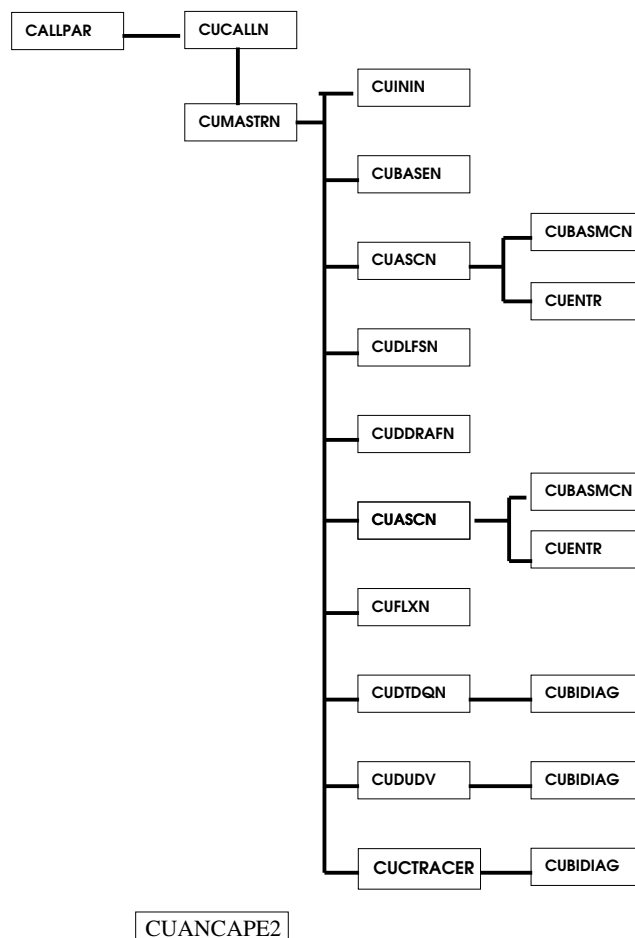 CALLPAR
CUCALLN
CUMASTRN
CUININ
CUBASEN
CUASCN
CUBASMCN
CUENTR
CUDLFSN
CUDDRAFN
CUASCN
CUBASMCN
CUENTR
CUFLXN
CUDTDQN
CUBIDIAG
CUDUDV
CUBIDIAG
CUCTRACER
CUBIDIAG
CUANCAPE2